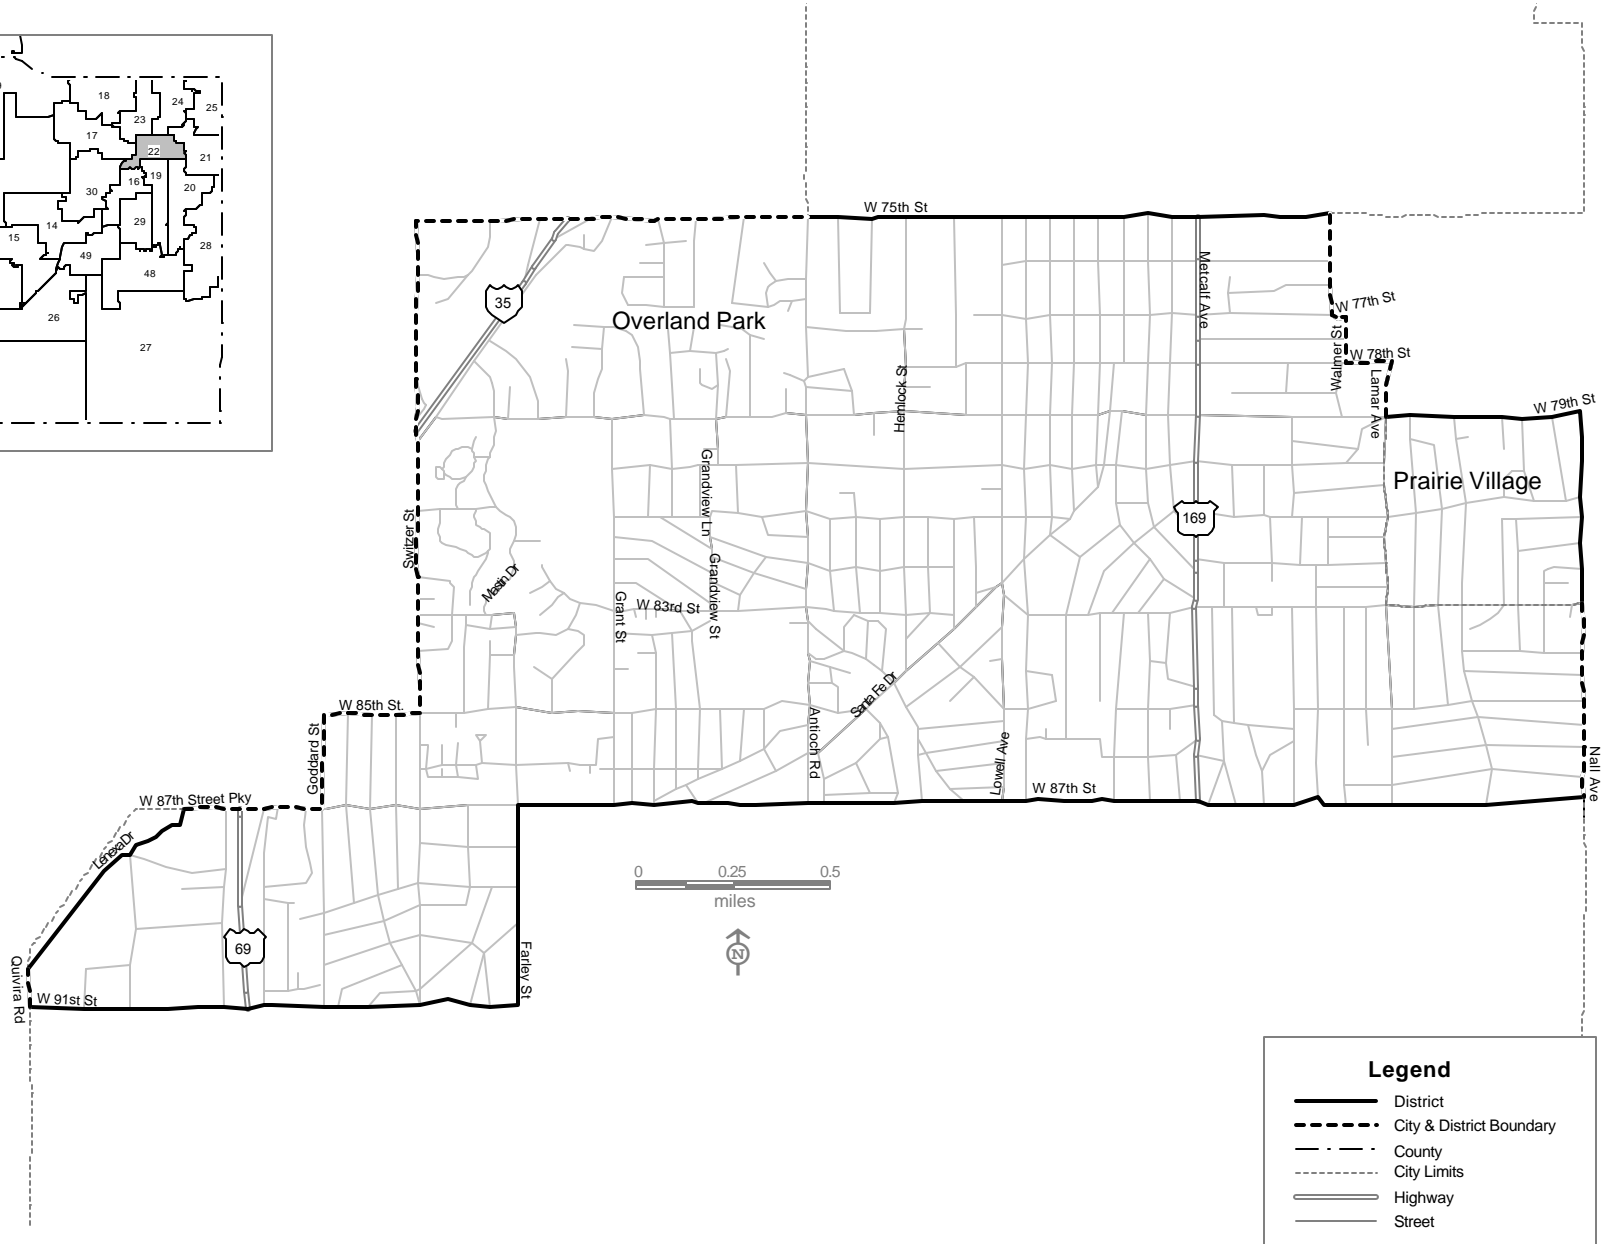 18
24
25
23
17
22
21
19
16
20
30
29
14
15
28
49
48
26
27
W 75th St
Metcalf Ave
35
W 77th St
Overland Park
Walmer St
W 78th St
Lamar Ave
Hemlock St
W 79th St
Grandview Ln
Prairie Village
169
Switzer St
Mastin Dr
Grandview St
Grant St
W 83rd St
Santa Fe Dr
W 85th St.
Goddard St
Antioch Rd
Lowell Ave
Nall Ave
W 87th Street Pky
W 87th St
Lenexa Dr
0 0.25 0.5
miles
N
69
Farley St
Quivira Rd
W 91st St
Legend
District
City & District Boundary
County
City Limits
Highway
Street